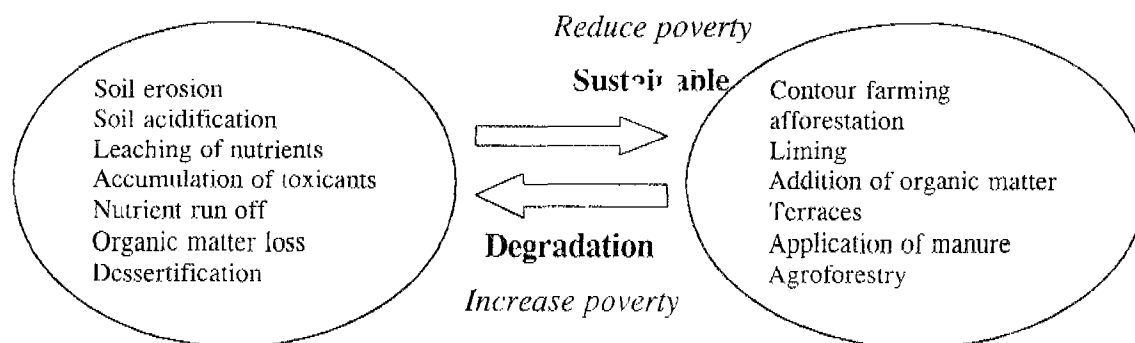 Soil erosion
Soil acidification
Leaching of nutrients
Accumulation of toxicants
Nutrient run off
Organic matter loss
Dessertification
Reduce poverty
Sustainable
Degradation
Increase poverty
Contour farming
afforestation
Liming
Addition of organic matter
Terraces
Application of manure
Agroforestry